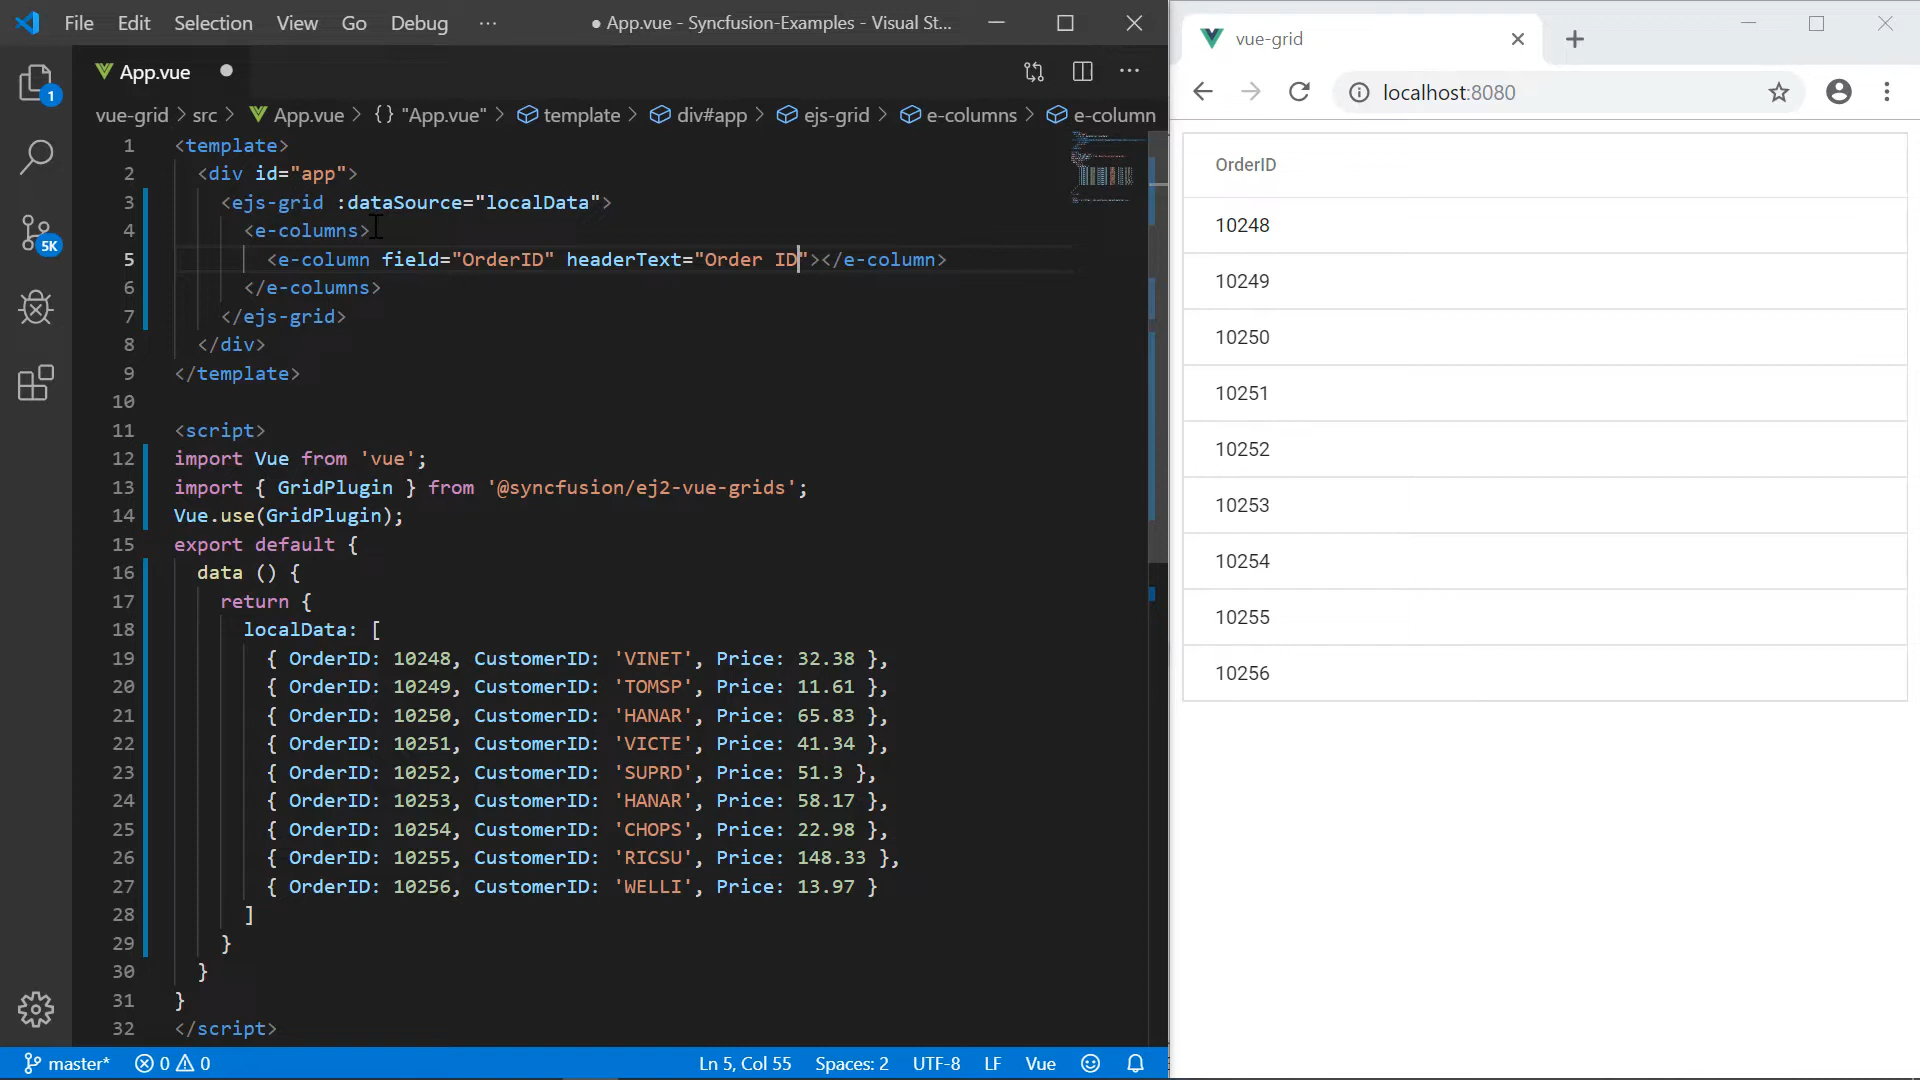 File Edit Selection View Go Debug ··· ● App.vue - Syncfusion-Examples - Visual St...
App.vue ●
vue-grid > src > App.vue > {} "App.vue" > template > div#app > ejs-grid > e-columns > e-column
1 <template>
2 <div id="app">
3 <ejs-grid :dataSource="localData">
4 <e-columns>
5 <e-column field="OrderID" headerText="Order ID"></e-column>
6 </e-columns>
7 </ejs-grid>
8 </div>
9 </template>
10
11 <script>
12 import Vue from 'vue';
13 import { GridPlugin } from '@syncfusion/ej2-vue-grids';
14 Vue.use(GridPlugin);
15 export default {
16 data () {
17 return {
18 localData: [
19 { OrderID: 10248, CustomerID: 'VINET', Price: 32.38 },
20 { OrderID: 10249, CustomerID: 'TOMSP', Price: 11.61 },
21 { OrderID: 10250, CustomerID: 'HANAR', Price: 65.83 },
22 { OrderID: 10251, CustomerID: 'VICTE', Price: 41.34 },
23 { OrderID: 10252, CustomerID: 'SUPRD', Price: 51.3 },
24 { OrderID: 10253, CustomerID: 'HANAR', Price: 58.17 },
25 { OrderID: 10254, CustomerID: 'CHOPS', Price: 22.98 },
26 { OrderID: 10255, CustomerID: 'RICSU', Price: 148.33 },
27 { OrderID: 10256, CustomerID: 'WELLI', Price: 13.97 }
28 ]
29 }
30 }
31 }
32 </script>
1
5K
master* 0 0 Ln 5, Col 55 Spaces: 2 UTF-8 LF Vue
vue-grid
localhost:8080
OrderID
10248
10249
10250
10251
10252
10253
10254
10255
10256